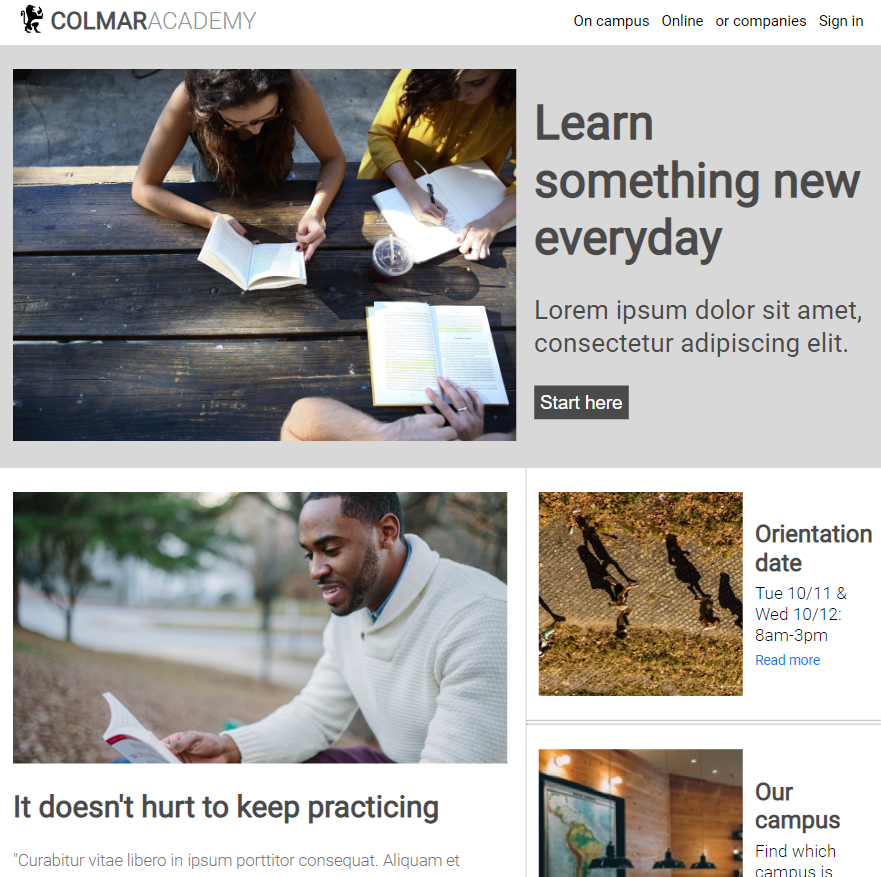 COLMARACADEMY
On campus Online or companies Sign in
Learn
something new
everyday
Lorem ipsum dolor sit amet,
consectetur adipiscing elit.
Start here
It doesn't hurt to keep practicing
"Curabitur vitae libero in ipsum porttitor consequat. Aliquam et
Orientation
date
Tue 10/11 &
Wed 10/12:
8am-3pm
Read more
Our
campus
Find which
campus is